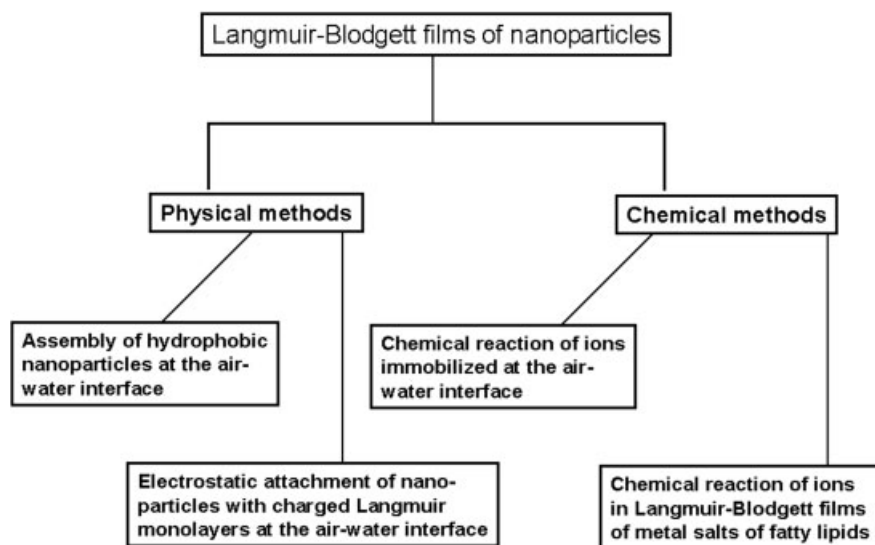 Langmuir-Blodgett films of nanoparticles
Physical methods
Chemical methods
Assembly of hydrophobic
nanoparticles at the air-
water interface
Chemical reaction of ions
immobilized at the air-
water interface
Electrostatic attachment of nano-
particles with charged Langmuir
monolayers at the air-water interface
Chemical reaction of ions
in Langmuir-Blodgett films
of metal salts of fatty lipids